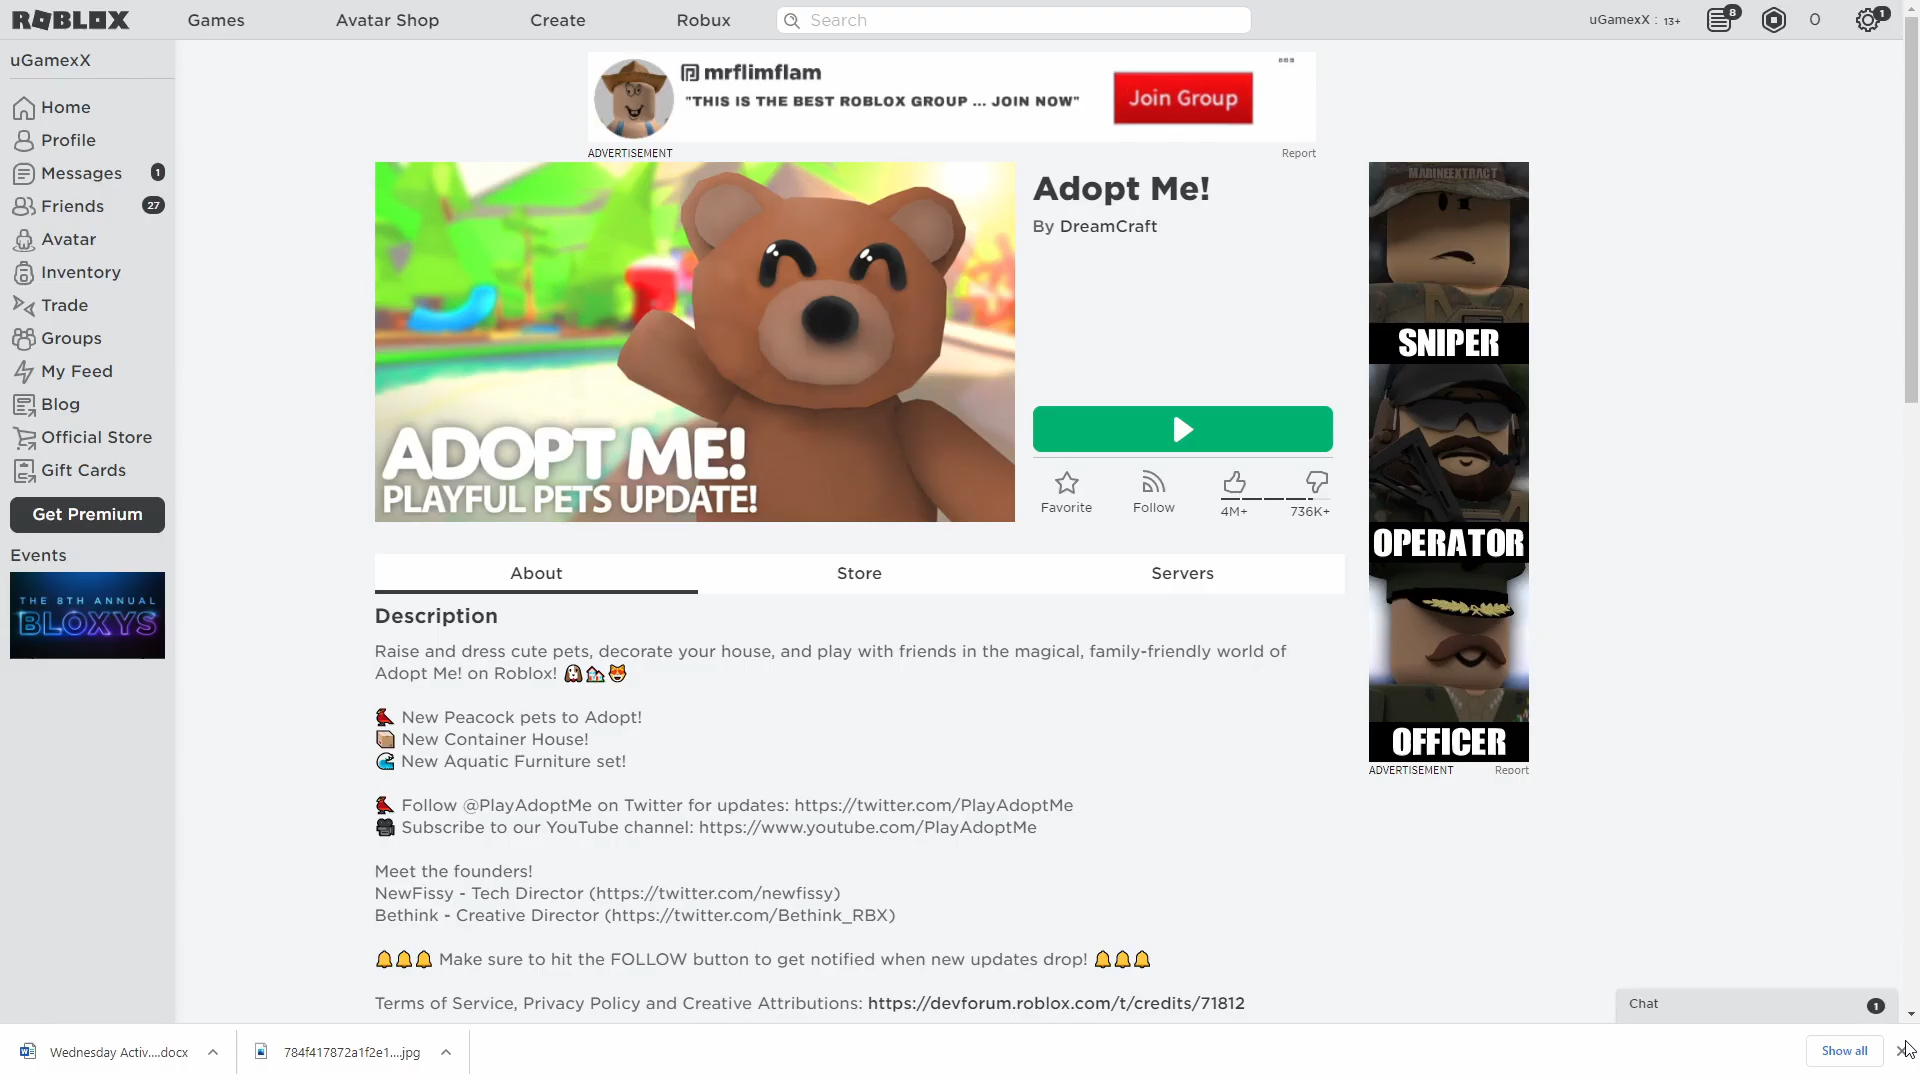 ROBLOX
Games
Avatar Shop
Create
Robux
Search
uGamexX : 13+
8
0
1
uGamexX
Home
Profile
Messages
1
Friends
27
Avatar
Inventory
Trade
Groups
My Feed
Blog
Official Store
Gift Cards
Get Premium
Events
THE 8TH ANNUAL
BLOXYS
mrflimflam
"THIS IS THE BEST ROBLOX GROUP ... JOIN NOW"
Join Group
ADVERTISEMENT
Report
ADOPT ME!
PLAYFUL PETS UPDATE!
Adopt Me!
By DreamCraft
Favorite
Follow
4M+
736K+
MARINEEXTRACT
SNIPER
OPERATOR
OFFICER
ADVERTISEMENT
Report
About
Store
Servers
Description
Raise and dress cute pets, decorate your house, and play with friends in the magical, family-friendly world of
Adopt Me! on Roblox! 🐶🏡😻
New Peacock pets to Adopt!
📦 New Container House!
🌊 New Aquatic Furniture set!
Follow @PlayAdoptMe on Twitter for updates: https://twitter.com/PlayAdoptMe
🎥 Subscribe to our YouTube channel: https://www.youtube.com/PlayAdoptMe
Meet the founders!
NewFissy - Tech Director (https://twitter.com/newfissy)
Bethink - Creative Director (https://twitter.com/Bethink_RBX)
🔔🔔🔔 Make sure to hit the FOLLOW button to get notified when new updates drop! 🔔🔔🔔
Terms of Service, Privacy Policy and Creative Attributions: https://devforum.roblox.com/t/credits/71812
Chat
1
Wednesday Activ....docx
784f417872a1f2e1....jpg
Show all